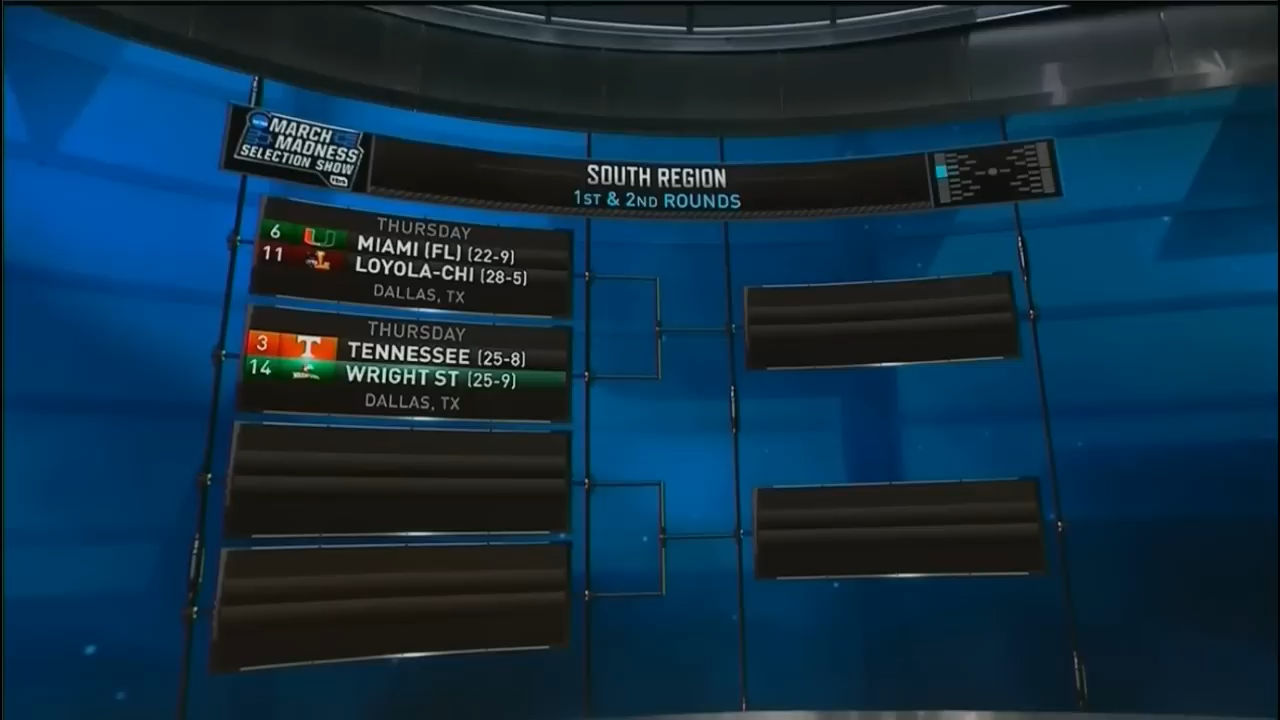 MARCH
MADNESS
SELECTION SHOW
SOUTH REGION
1ST & 2ND ROUNDS
THURSDAY
6 U MIAMI (FL) (22-9)
11 L LOYOLA-CHI (28-5)
DALLAS, TX
THURSDAY
3 T TENNESSEE (25-8)
14 WRIGHT ST (25-9)
DALLAS, TX